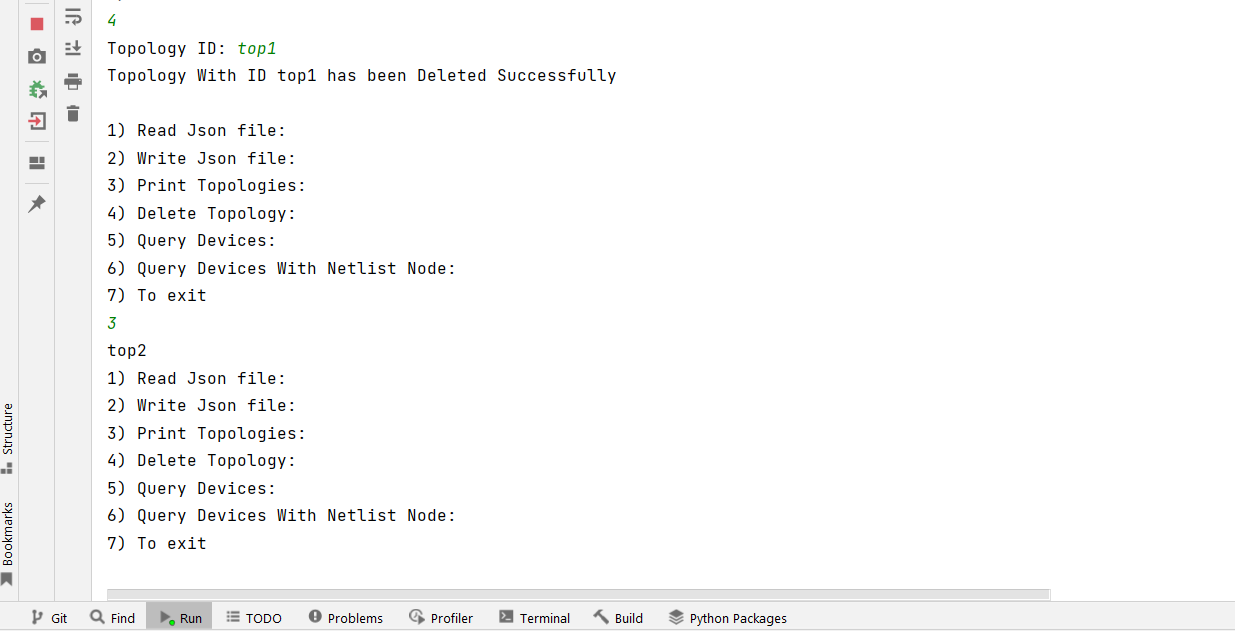 4
Topology ID: top1
Topology With ID top1 has been Deleted Successfully
1) Read Json file:
2) Write Json file:
3) Print Topologies:
4) Delete Topology:
5) Query Devices:
6) Query Devices With Netlist Node:
7) To exit
3
top2
1) Read Json file:
2) Write Json file:
3) Print Topologies:
4) Delete Topology:
5) Query Devices:
6) Query Devices With Netlist Node:
7) To exit
Structure
Bookmarks
Git Find Run TODO Problems Profiler Terminal Build Python Packages